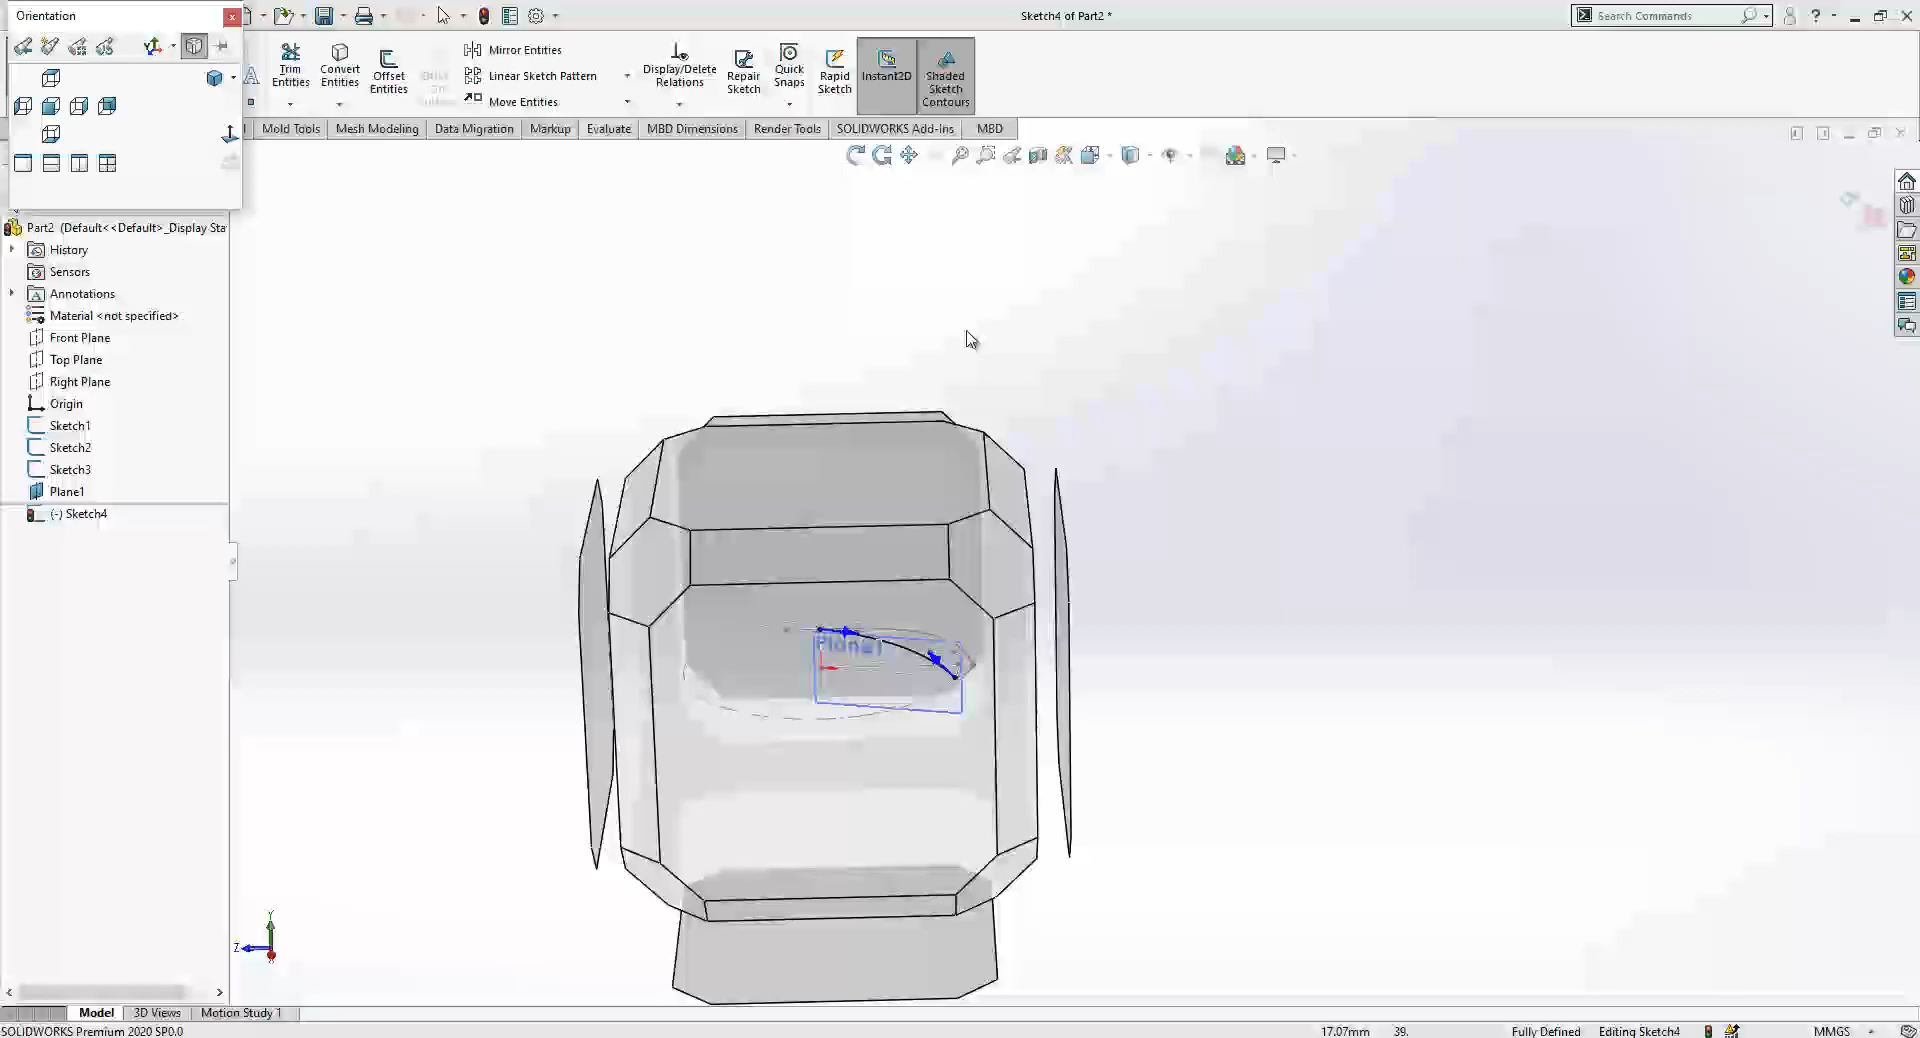 Orientation
Sketch4 of Part2 *
Search Commands
Trim Entities
Convert Entities
Offset Entities
Mirror Entities
Linear Sketch Pattern
Move Entities
Display/Delete Relations
Repair Sketch
Quick Snaps
Rapid Sketch
Instant2D
Shaded Sketch Contours
Mold Tools
Mesh Modeling
Data Migration
Markup
Evaluate
MBD Dimensions
Render Tools
SOLIDWORKS Add-Ins
MBD
Part2 (Default<<Default>_Display Sta
History
Sensors
Annotations
Material <not specified>
Front Plane
Top Plane
Right Plane
Origin
Sketch1
Sketch2
Sketch3
Plane1
(-) Sketch4
Plane1
Y
Z
Model
3D Views
Motion Study 1
SOLIDWORKS Premium 2020 SP0.0
17.07mm
39.
Fully Defined
Editing Sketch4
MMGS